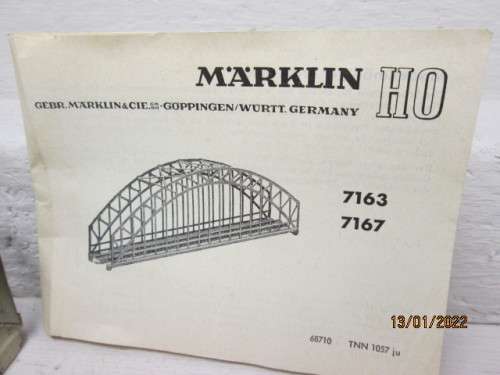 MÄRKLIN HO
GEBR. MÄRKLIN & CIE. GÖPPINGEN/WÜRTT. GERMANY
7163
7167
68710 TNN 1057 ju
13/01/2022